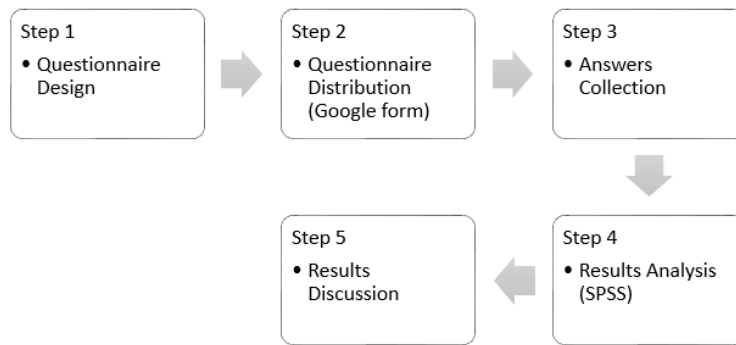 Step 1
• Questionnaire
Design
Step 2
• Questionnaire
Distribution
(Google form)
Step 3
• Answers
Collection
Step 4
• Results Analysis
(SPSS)
Step 5
• Results
Discussion